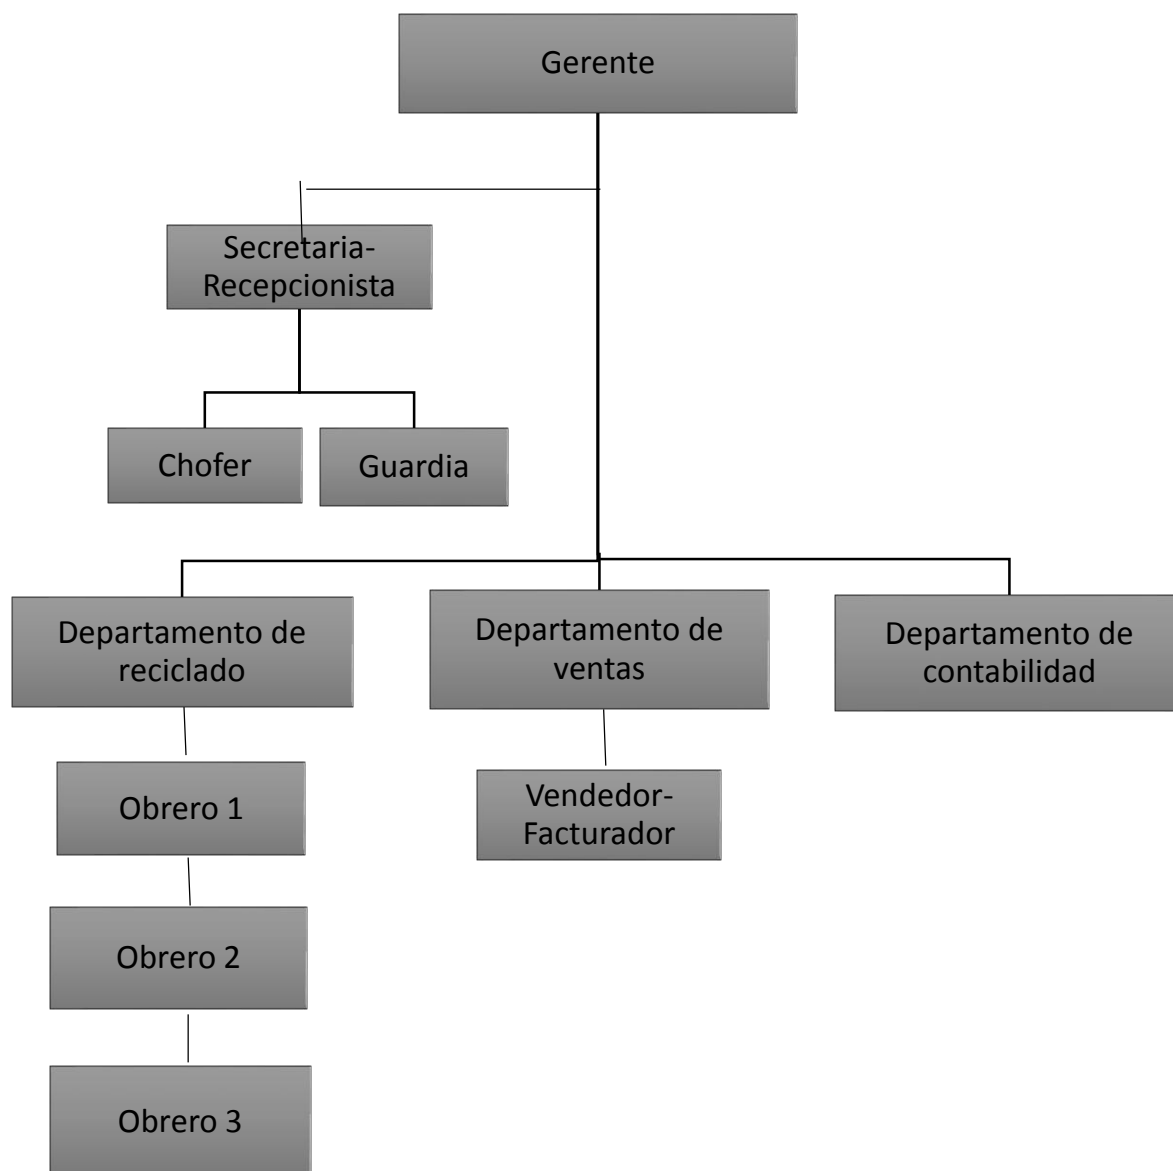 Gerente
Secretaria-
Recepcionista
Chofer
Guardia
Departamento de
reciclado
Departamento de
ventas
Departamento de
contabilidad
Obrero 1
Vendedor-
Facturador
Obrero 2
Obrero 3